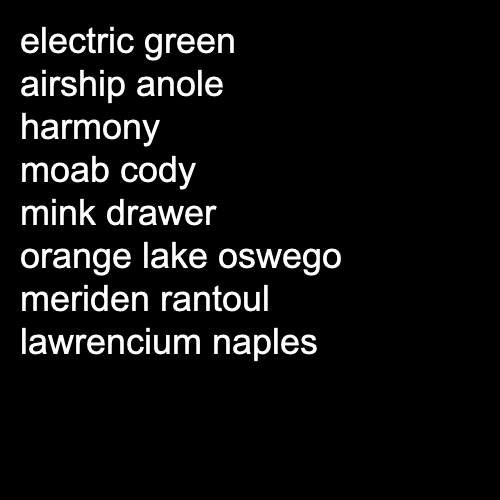 electric green
airship anole
harmony
moab cody
mink drawer
orange lake oswego
meriden rantoul
lawrencium naples